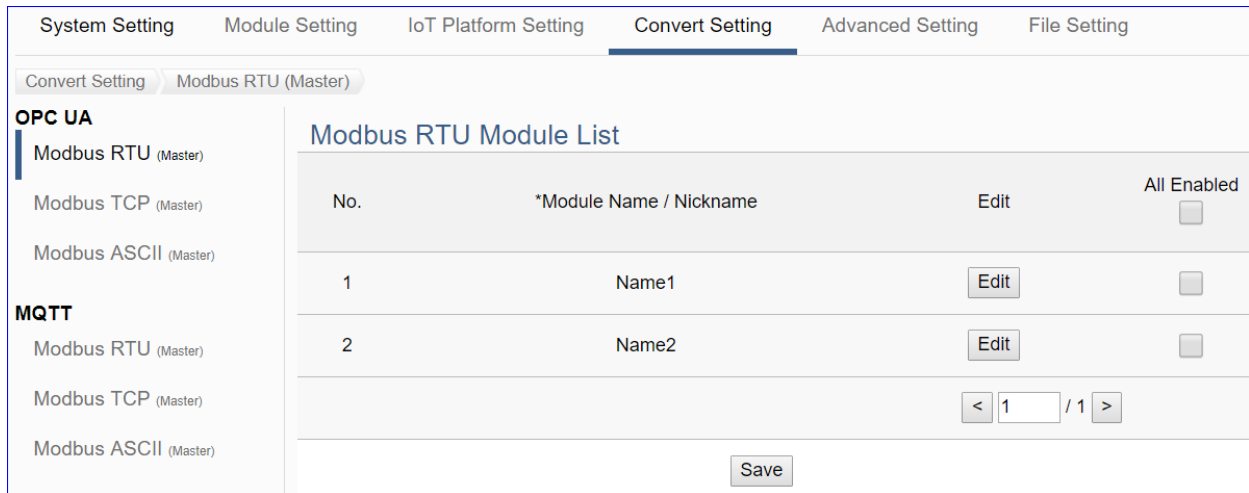 System Setting Module Setting IoT Platform Setting Convert Setting Advanced Setting File Setting
Convert Setting Modbus RTU (Master)
OPC UA
Modbus RTU (Master)
Modbus TCP (Master)
Modbus ASCII (Master)
MQTT
Modbus RTU (Master)
Modbus TCP (Master)
Modbus ASCII (Master)
Modbus RTU Module List
No. *Module Name / Nickname Edit All Enabled
1 Name1 Edit
2 Name2 Edit
< 1 / 1 >
Save